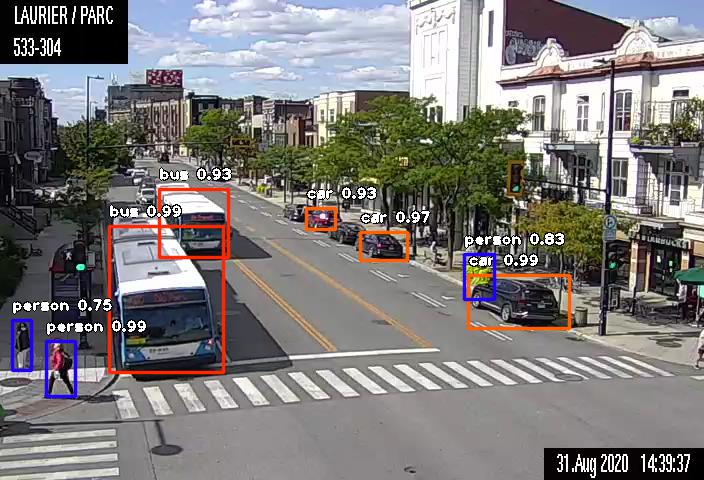 LAURIER / PARC
533-304
bus 0.93
car 0.93
bus 0.99
car 0.97
person 0.83
car 0.99
person 0.75
person 0.99
STARBUCKS
31.Aug 2020 14:39:37